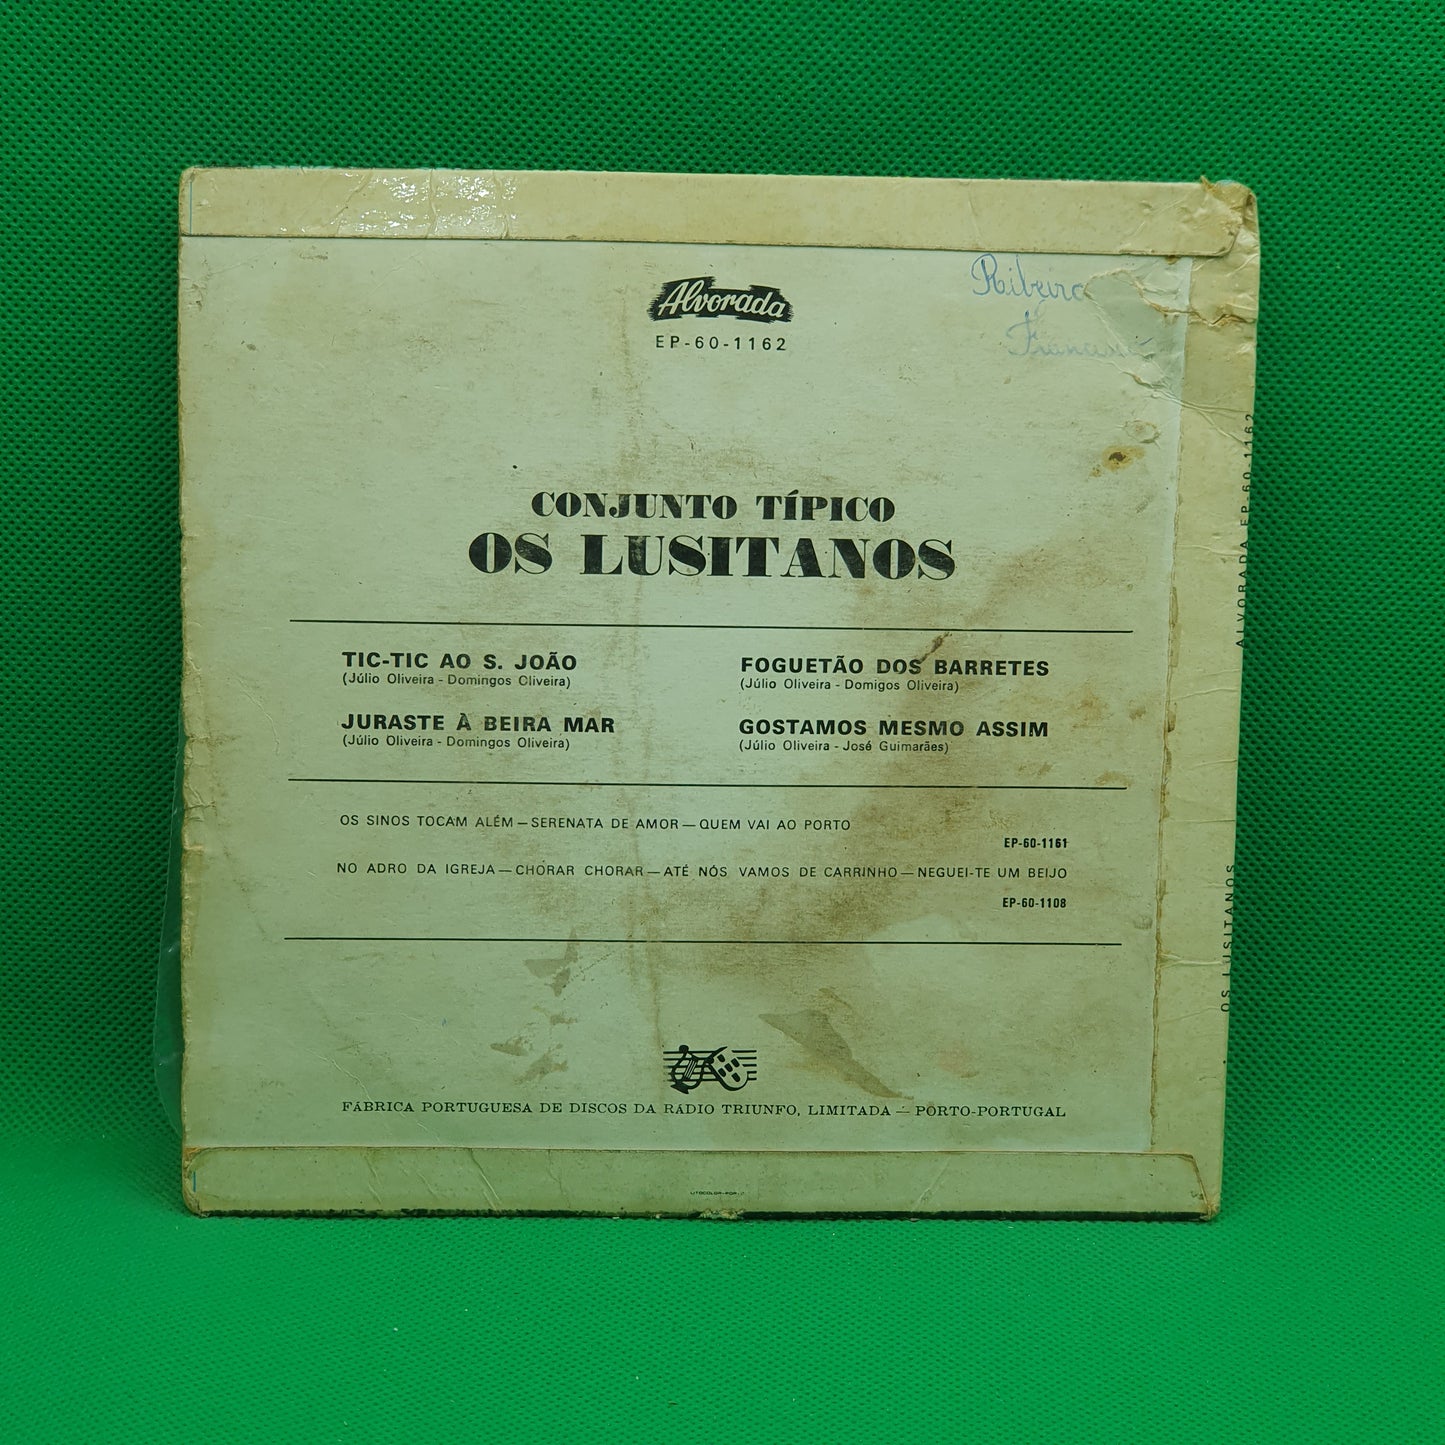 Alvorada
EP-60-1162
Ribeiro
CONJUNTO TÍPICO
OS LUSITANOS
TIC-TIC AO S. JOÃO
(Júlio Oliveira - Domingos Oliveira)
JURASTE À BEIRA MAR
(Júlio Oliveira - Domingos Oliveira)
FOGUETÃO DOS BARRETES
(Júlio Oliveira - Domigos Oliveira)
GOSTAMOS MESMO ASSIM
(Júlio Oliveira - José Guimarães)
OS SINOS TOCAM ALÉM — SERENATA DE AMOR — QUEM VAI AO PORTO
EP-60-1161
NO ADRO DA IGREJA — CHORAR CHORAR — ATÉ NÓS VAMOS DE CARRINHO — NEGUEI-TE UM BEIJO
EP-60-1108
FÁBRICA PORTUGUESA DE DISCOS DA RÁDIO TRIUNFO, LIMITADA — PORTO-PORTUGAL
ALVORADA EP-60-1162
OS LUSITANOS